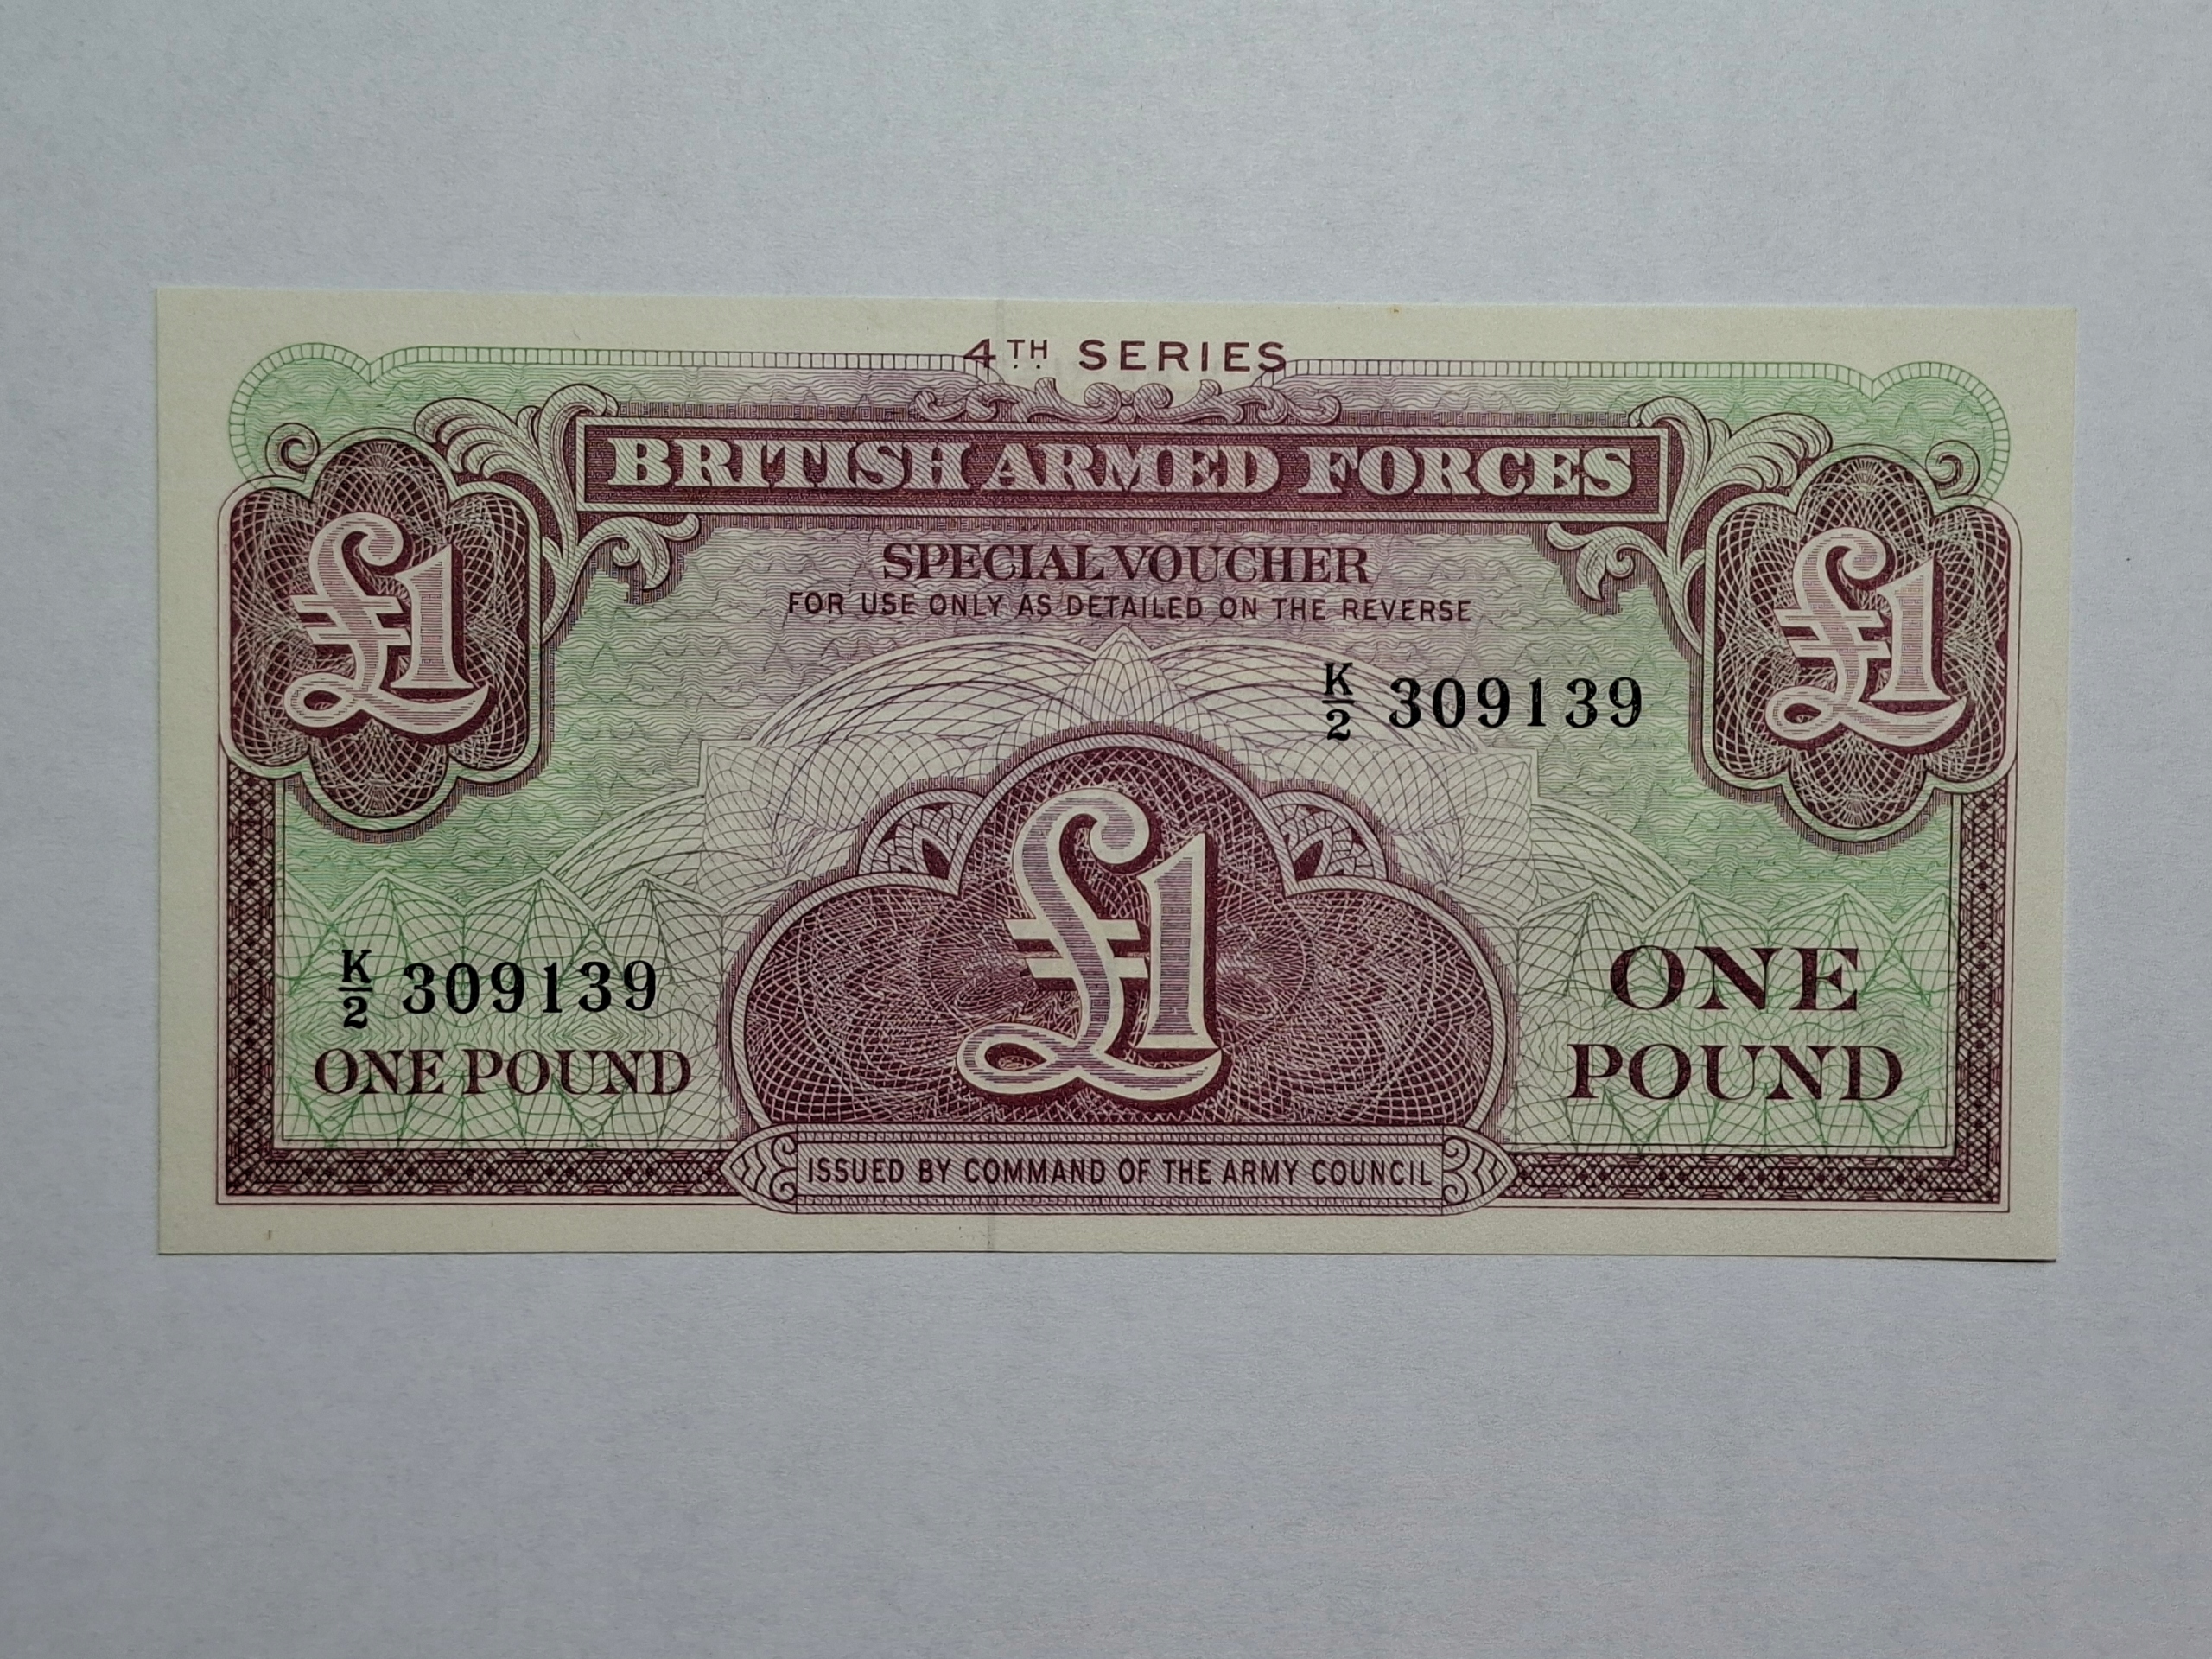 4TH SERIES
BRITISH ARMED FORCES
£1
£1
SPECIAL VOUCHER
FOR USE ONLY AS DETAILED ON THE REVERSE
K/2 309139
£1
K/2 309139
ONE POUND
ONE
POUND
ISSUED BY COMMAND OF THE ARMY COUNCIL